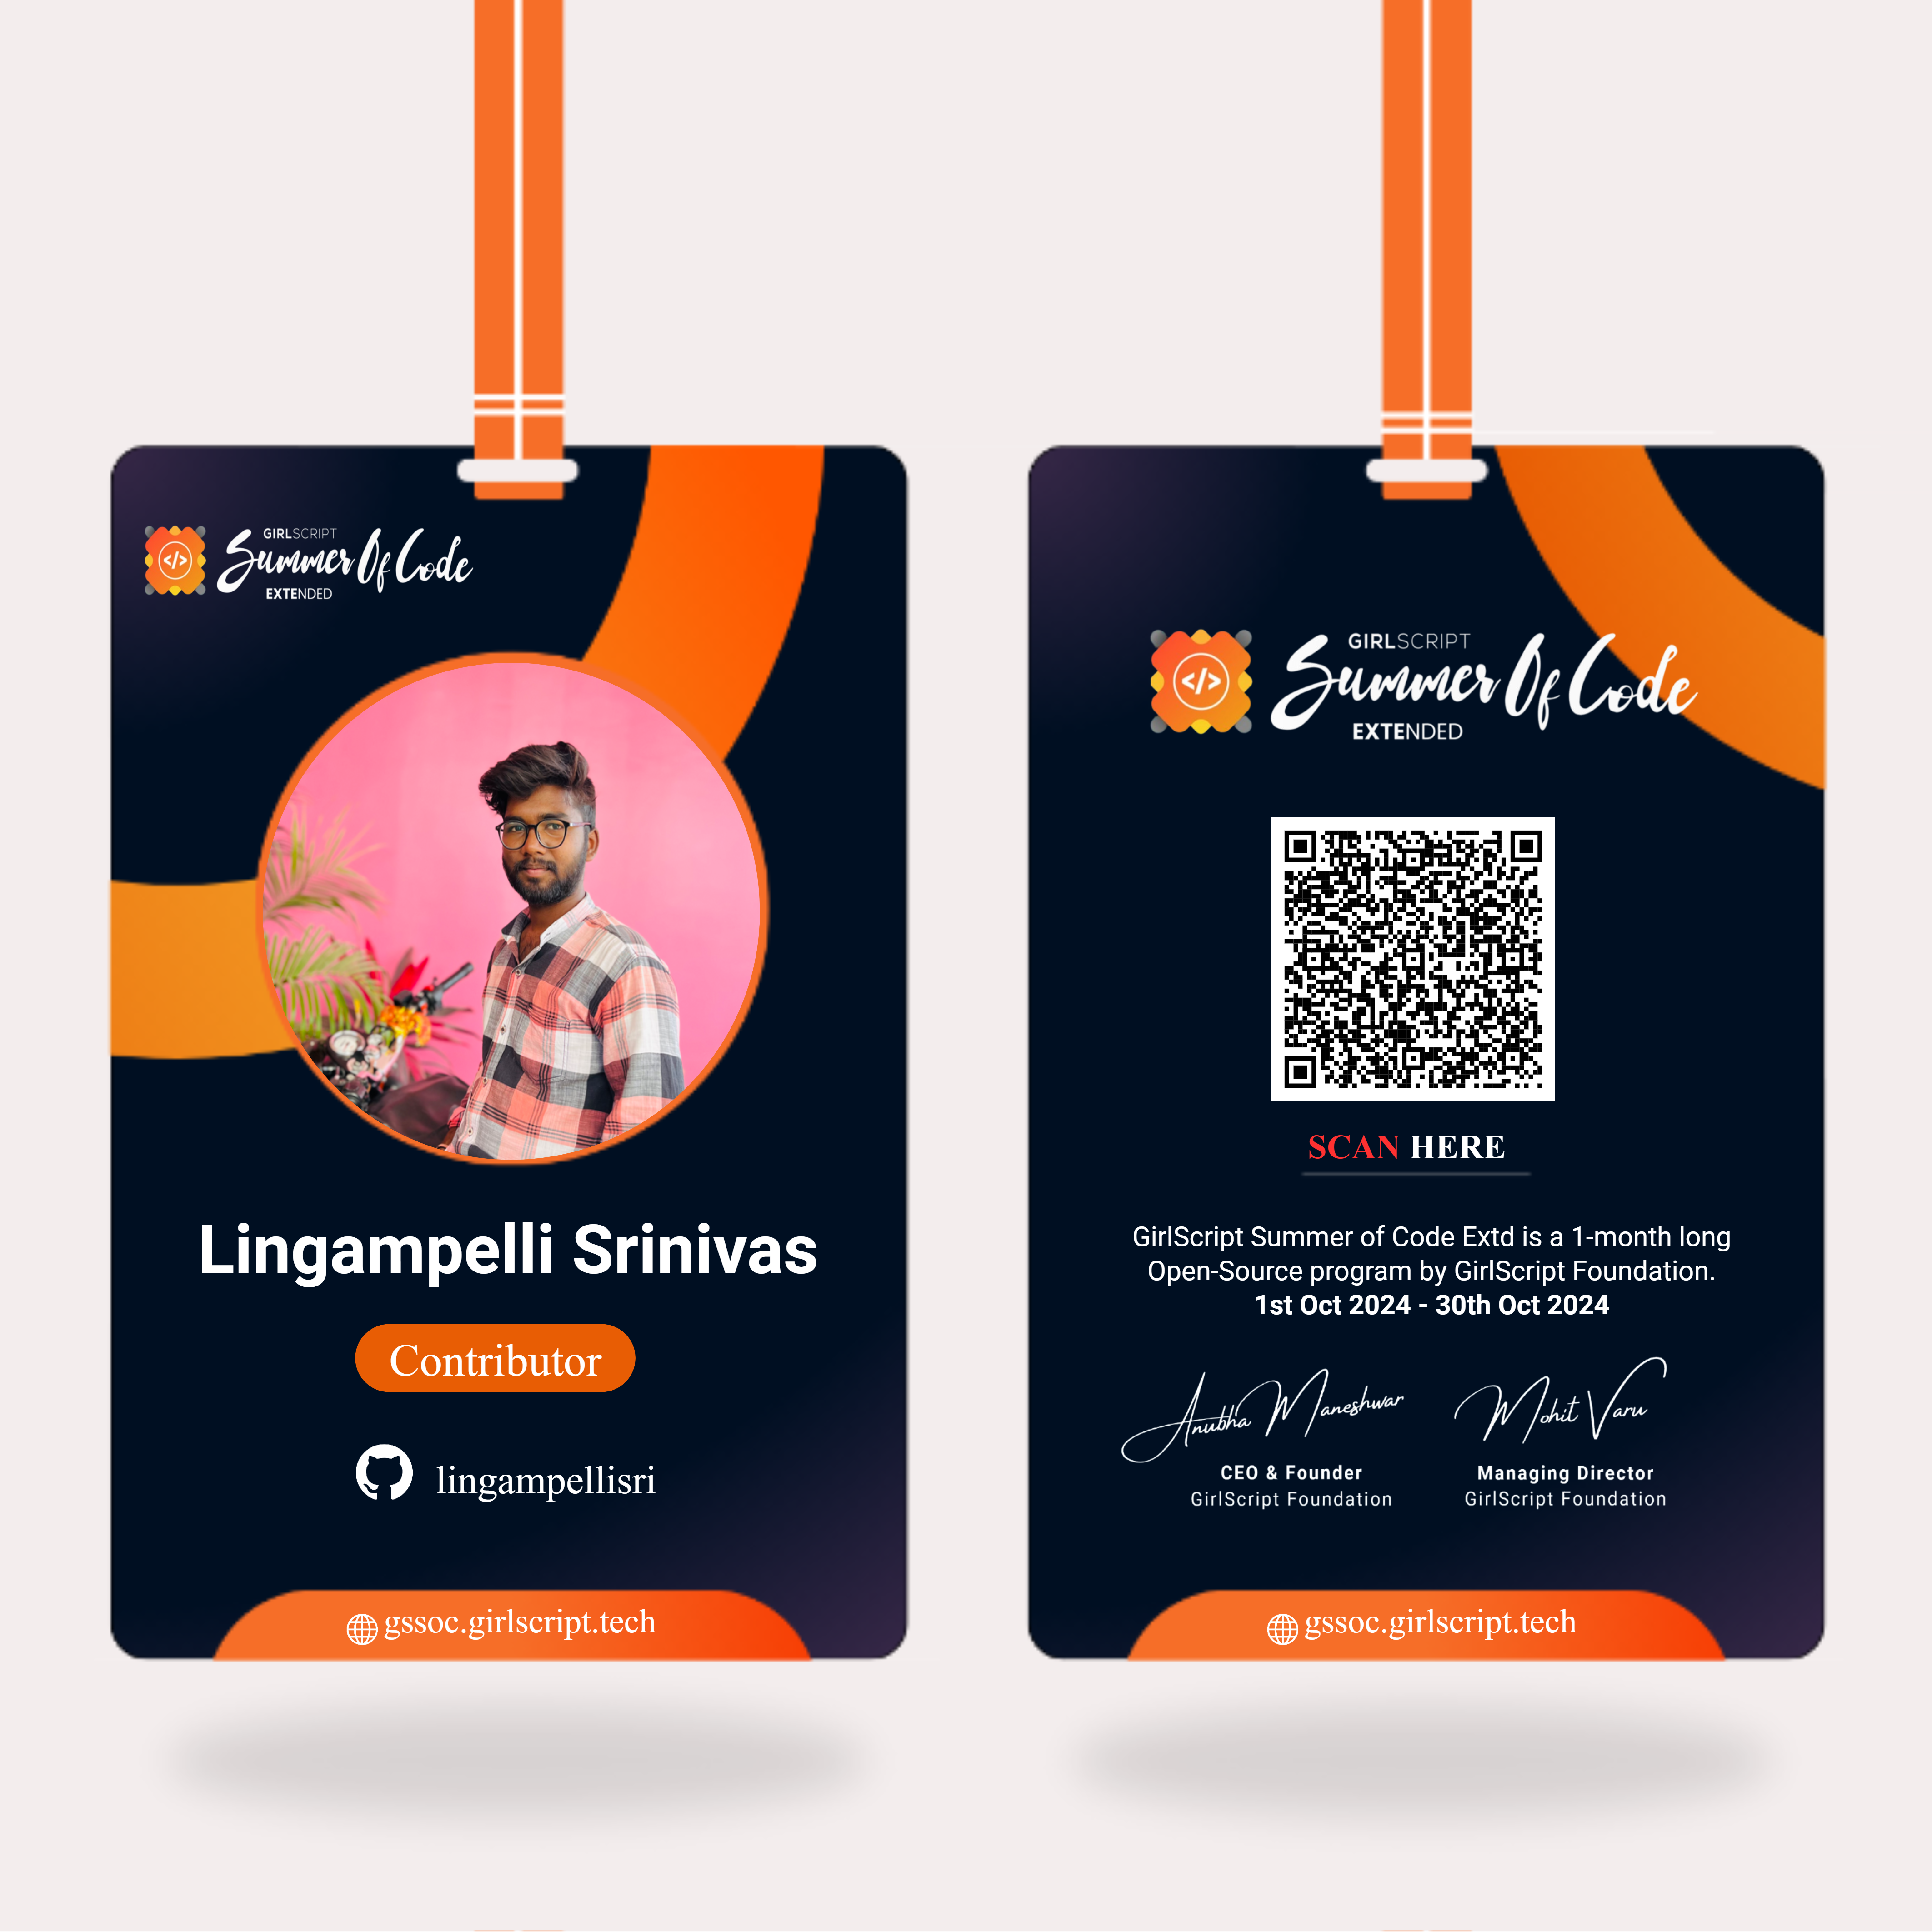 GIRLSCRIPT
Summer Of Code
EXTENDED
</>
Lingampelli Srinivas
Contributor
lingampellisri
gssoc.girlscript.tech
GIRLSCRIPT
Summer Of Code
EXTENDED
</>
SCAN HERE
GirlScript Summer of Code Extd is a 1-month long
Open-Source program by GirlScript Foundation.
1st Oct 2024 - 30th Oct 2024
Anubha Maneshwar
CEO & Founder
GirlScript Foundation
Mohit Varu
Managing Director
GirlScript Foundation
gssoc.girlscript.tech